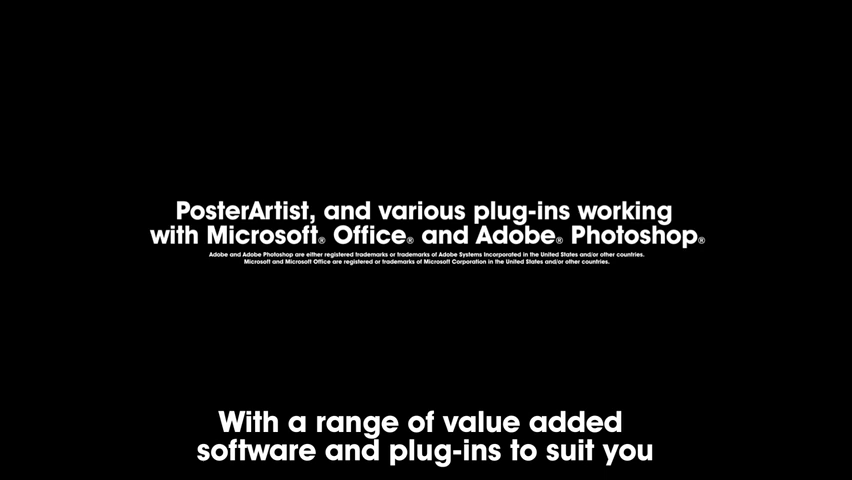 PosterArtist, and various plug-ins working
with Microsoft® Office® and Adobe® Photoshop®
Adobe and Adobe Photoshop are either registered trademarks or trademarks of Adobe Systems Incorporated in the United States and/or other countries.
Microsoft and Microsoft Office are registered or trademarks of Microsoft Corporation in the United States and/or other countries.
With a range of value added
software and plug-ins to suit you